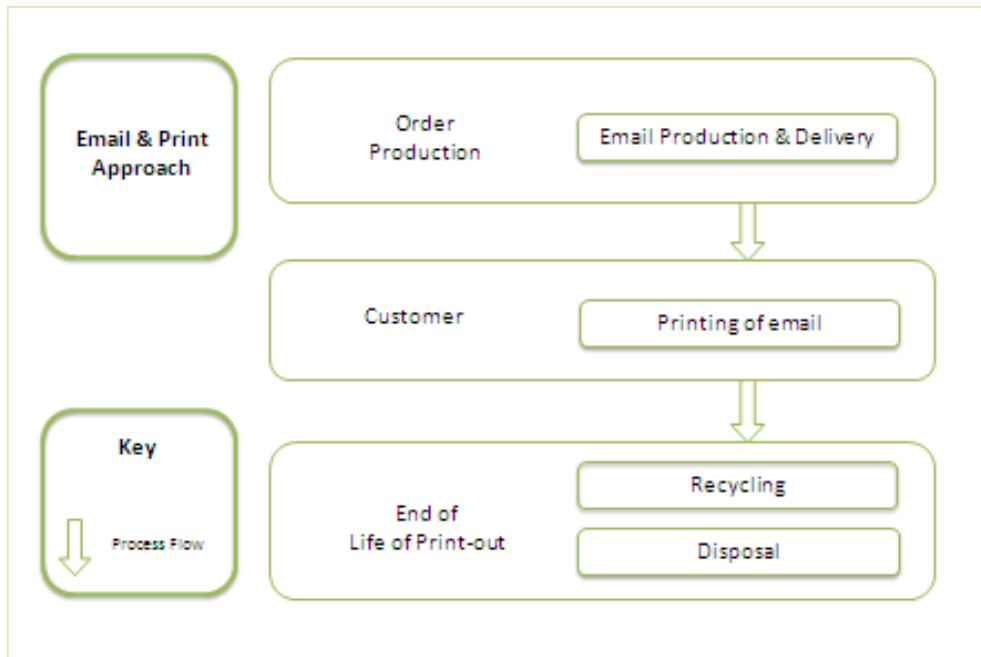 Email & Print
Approach
Order
Production
Email Production & Delivery
Customer
Printing of email
Key
Process Flow
End of
Life of Print-out
Recycling
Disposal